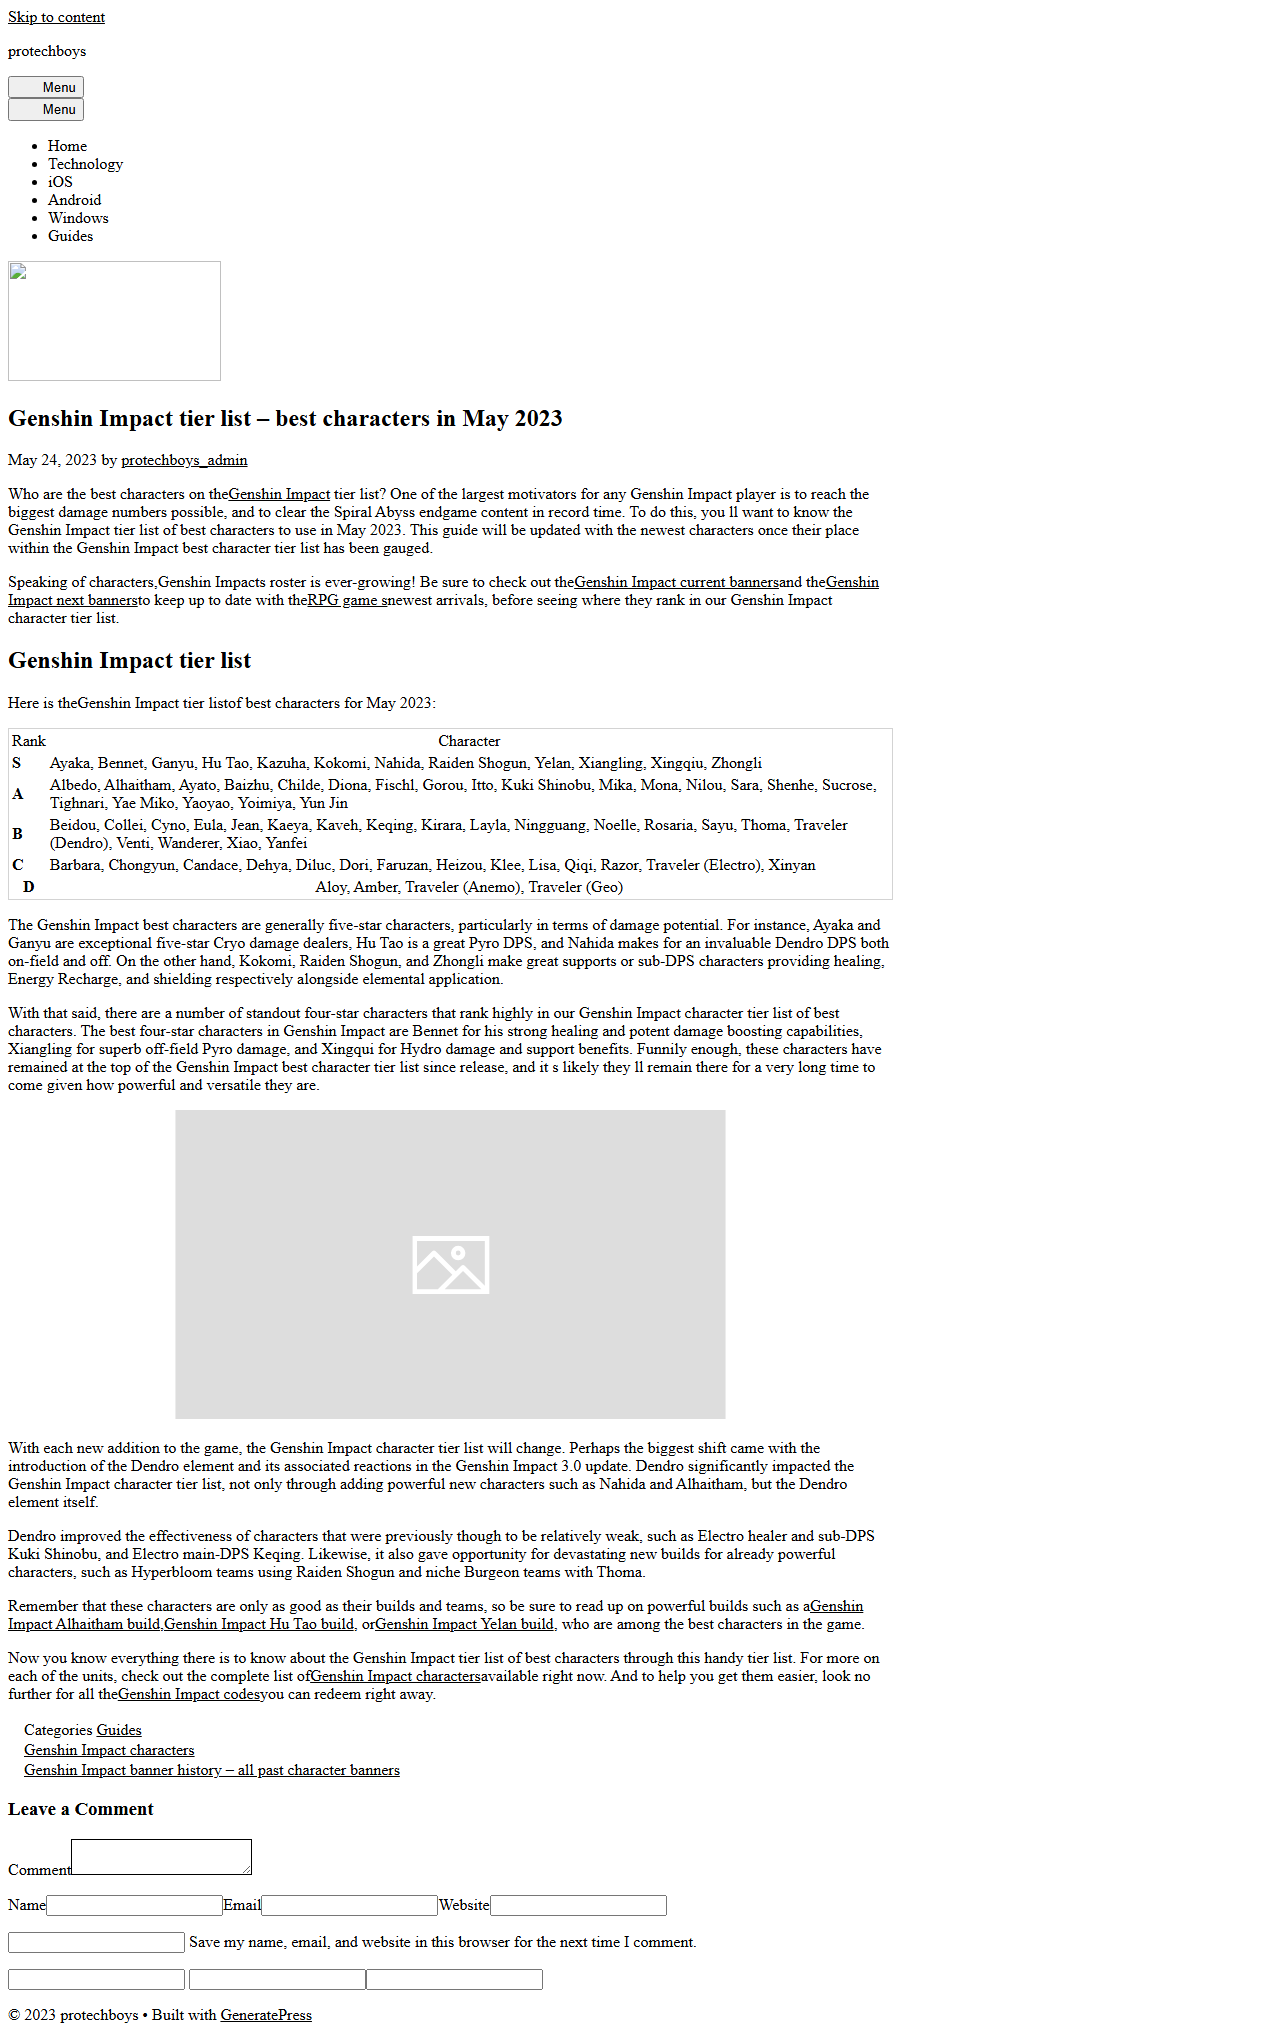 Skip to content
protechboys
Menu
Menu
Home
Technology
iOS
Android
Windows
Guides
Genshin Impact tier list – best characters in May 2023
May 24, 2023 by protechboys_admin
Who are the best characters on theGenshin Impact tier list? One of the largest motivators for any Genshin Impact player is to reach the
biggest damage numbers possible, and to clear the Spiral Abyss endgame content in record time. To do this, you ll want to know the
Genshin Impact tier list of best characters to use in May 2023. This guide will be updated with the newest characters once their place
within the Genshin Impact best character tier list has been gauged.
Speaking of characters,Genshin Impacts roster is ever-growing! Be sure to check out theGenshin Impact current bannersand theGenshin
Impact next bannersto keep up to date with theRPG game snewest arrivals, before seeing where they rank in our Genshin Impact
character tier list.
Genshin Impact tier list
Here is theGenshin Impact tier listof best characters for May 2023:
Rank Character
S Ayaka, Bennet, Ganyu, Hu Tao, Kazuha, Kokomi, Nahida, Raiden Shogun, Yelan, Xiangling, Xingqiu, Zhongli
A Albedo, Alhaitham, Ayato, Baizhu, Childe, Diona, Fischl, Gorou, Itto, Kuki Shinobu, Mika, Mona, Nilou, Sara, Shenhe, Sucrose,
Tighnari, Yae Miko, Yaoyao, Yoimiya, Yun Jin
B Beidou, Collei, Cyno, Eula, Jean, Kaeya, Kaveh, Keqing, Kirara, Layla, Ningguang, Noelle, Rosaria, Sayu, Thoma, Traveler
(Dendro), Venti, Wanderer, Xiao, Yanfei
C Barbara, Chongyun, Candace, Dehya, Diluc, Dori, Faruzan, Heizou, Klee, Lisa, Qiqi, Razor, Traveler (Electro), Xinyan
D Aloy, Amber, Traveler (Anemo), Traveler (Geo)
The Genshin Impact best characters are generally five-star characters, particularly in terms of damage potential. For instance, Ayaka and
Ganyu are exceptional five-star Cryo damage dealers, Hu Tao is a great Pyro DPS, and Nahida makes for an invaluable Dendro DPS both
on-field and off. On the other hand, Kokomi, Raiden Shogun, and Zhongli make great supports or sub-DPS characters providing healing,
Energy Recharge, and shielding respectively alongside elemental application.
With that said, there are a number of standout four-star characters that rank highly in our Genshin Impact character tier list of best
characters. The best four-star characters in Genshin Impact are Bennet for his strong healing and potent damage boosting capabilities,
Xiangling for superb off-field Pyro damage, and Xingqui for Hydro damage and support benefits. Funnily enough, these characters have
remained at the top of the Genshin Impact best character tier list since release, and it s likely they ll remain there for a very long time to
come given how powerful and versatile they are.
With each new addition to the game, the Genshin Impact character tier list will change. Perhaps the biggest shift came with the
introduction of the Dendro element and its associated reactions in the Genshin Impact 3.0 update. Dendro significantly impacted the
Genshin Impact character tier list, not only through adding powerful new characters such as Nahida and Alhaitham, but the Dendro
element itself.
Dendro improved the effectiveness of characters that were previously though to be relatively weak, such as Electro healer and sub-DPS
Kuki Shinobu, and Electro main-DPS Keqing. Likewise, it also gave opportunity for devastating new builds for already powerful
characters, such as Hyperbloom teams using Raiden Shogun and niche Burgeon teams with Thoma.
Remember that these characters are only as good as their builds and teams, so be sure to read up on powerful builds such as aGenshin
Impact Alhaitham build,Genshin Impact Hu Tao build, orGenshin Impact Yelan build, who are among the best characters in the game.
Now you know everything there is to know about the Genshin Impact tier list of best characters through this handy tier list. For more on
each of the units, check out the complete list ofGenshin Impact charactersavailable right now. And to help you get them easier, look no
further for all theGenshin Impact codesyou can redeem right away.
Categories Guides
Genshin Impact characters
Genshin Impact banner history – all past character banners
Leave a Comment
Comment
Name Email Website
Save my name, email, and website in this browser for the next time I comment.
© 2023 protechboys • Built with GeneratePress